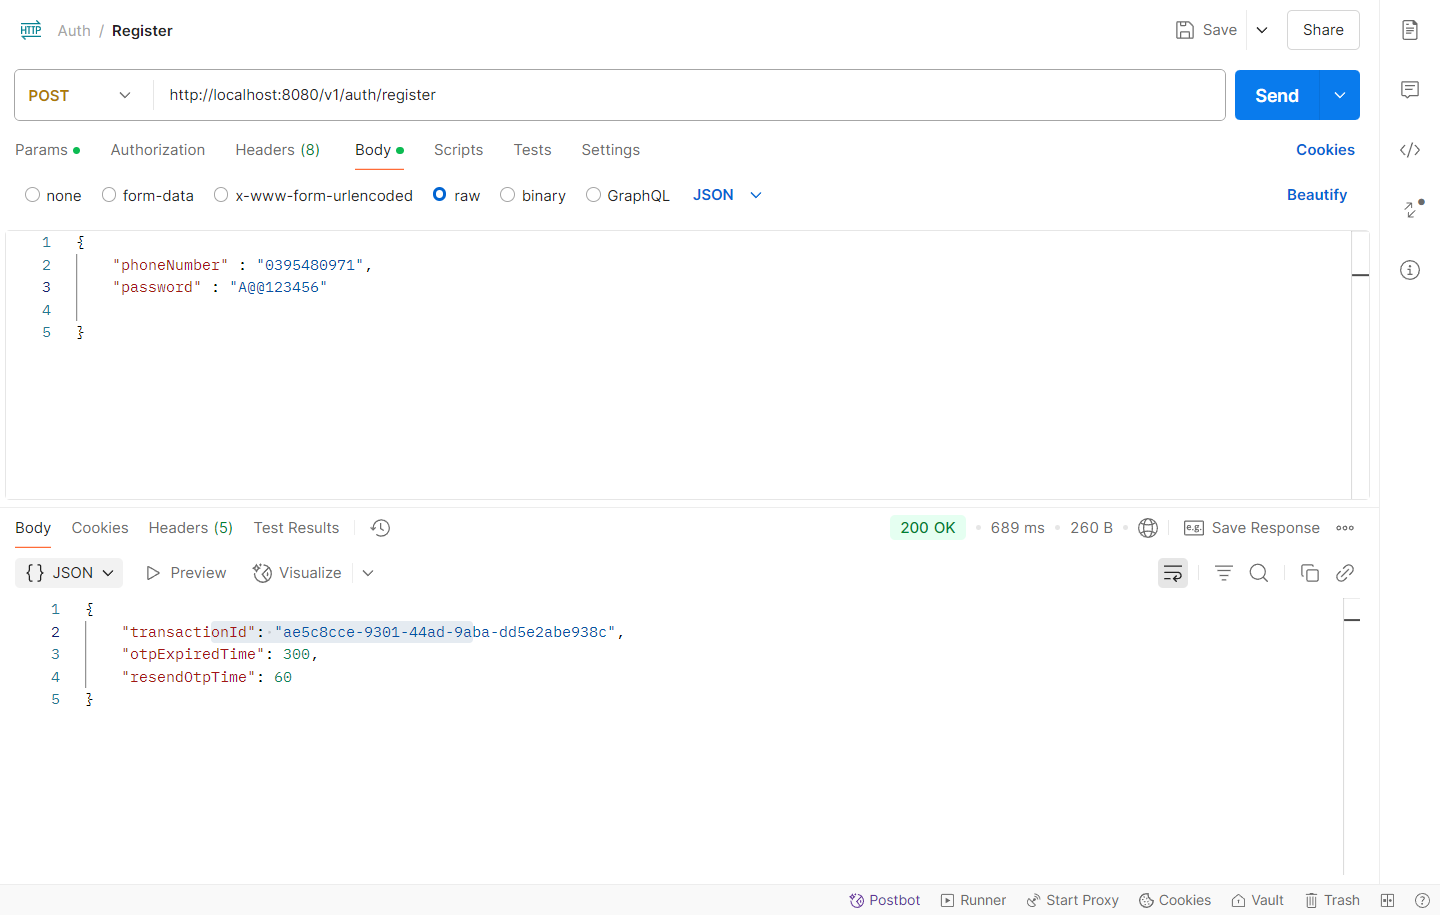 HTTP Auth / Register Save Share
POST http://localhost:8080/v1/auth/register Send
Params Authorization Headers (8) Body Scripts Tests Settings Cookies
none form-data x-www-form-urlencoded raw binary GraphQL JSON Beautify
1 {
2 "phoneNumber" : "0395480971",
3 "password" : "A@@123456"
4
5 }
Body Cookies Headers (5) Test Results 200 OK 689 ms 260 B e.g. Save Response
{} JSON Preview Visualize
1 {
2 "transactionId": "ae5c8cce-9301-44ad-9aba-dd5e2abe938c",
3 "otpExpiredTime": 300,
4 "resendOtpTime": 60
5 }
Postbot Runner Start Proxy Cookies Vault Trash